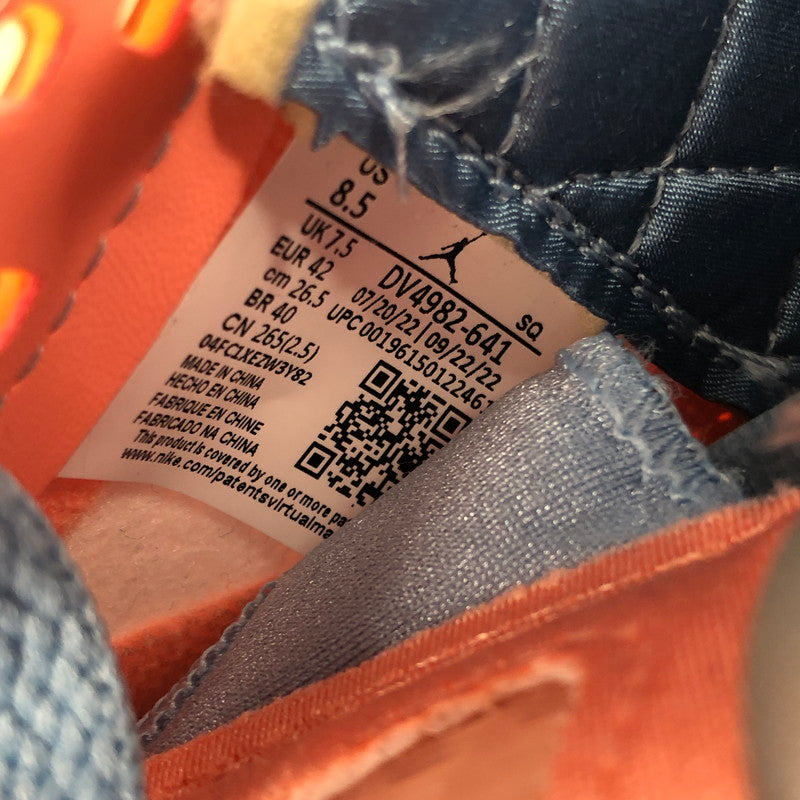 US
8.5
UK 7.5
EUR 42
cm 26.5
BR 40
CN 265(2.5)
04FC1XEZW3Y82
MADE IN CHINA
HECHO EN CHINA
FABRIQUE EN CHINE
FABRICADO NA CHINA
This product is covered by one or more
www.nike.com/patentsvirtualma
SQ
DV4982-641
07/20/22 | 09/22/22
UPC 00196150122461